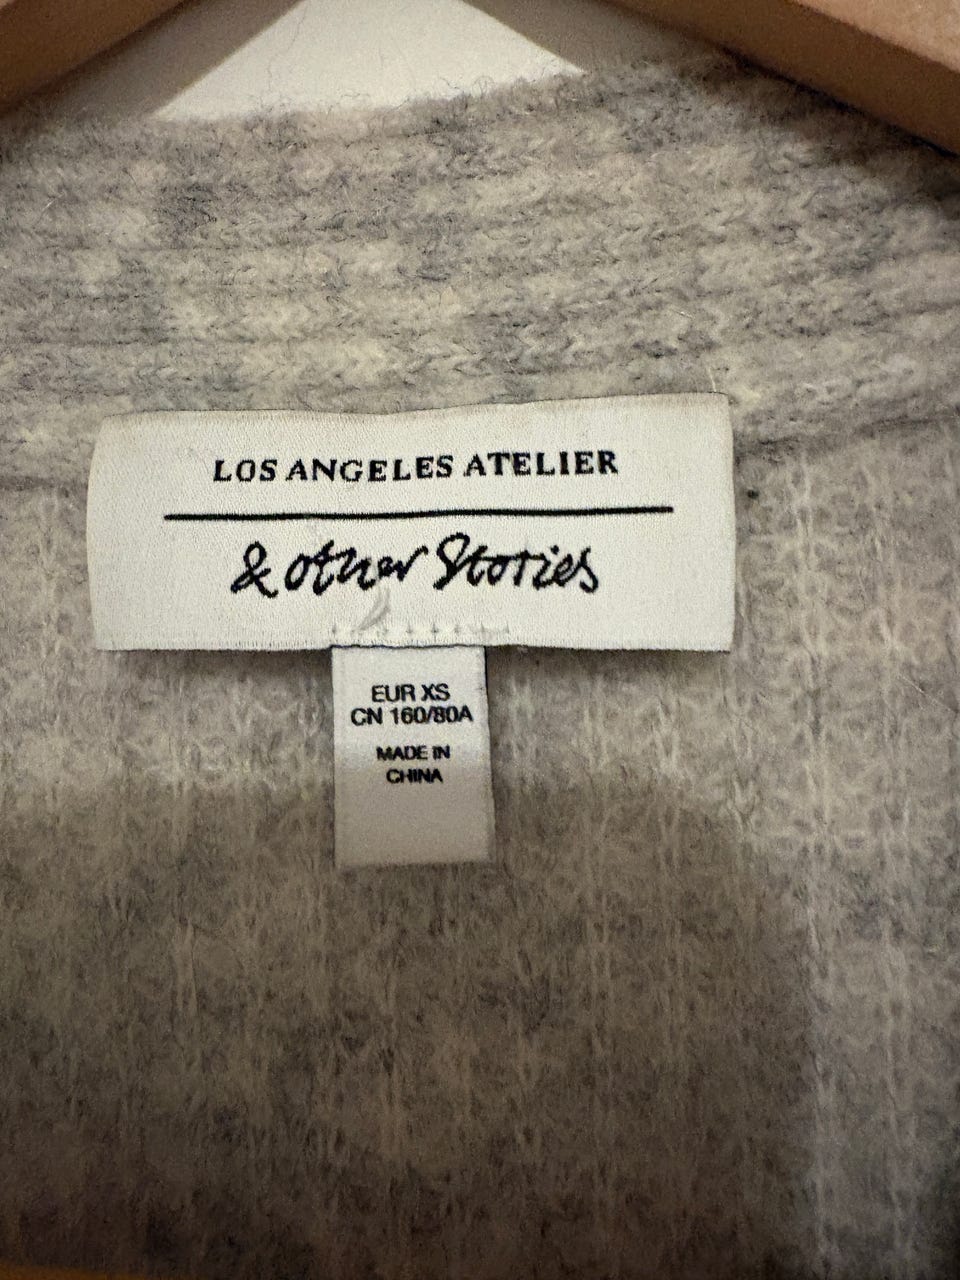 LOS ANGELES ATELIER
& other Stories
EUR XS
CN 160/80A
MADE IN
CHINA